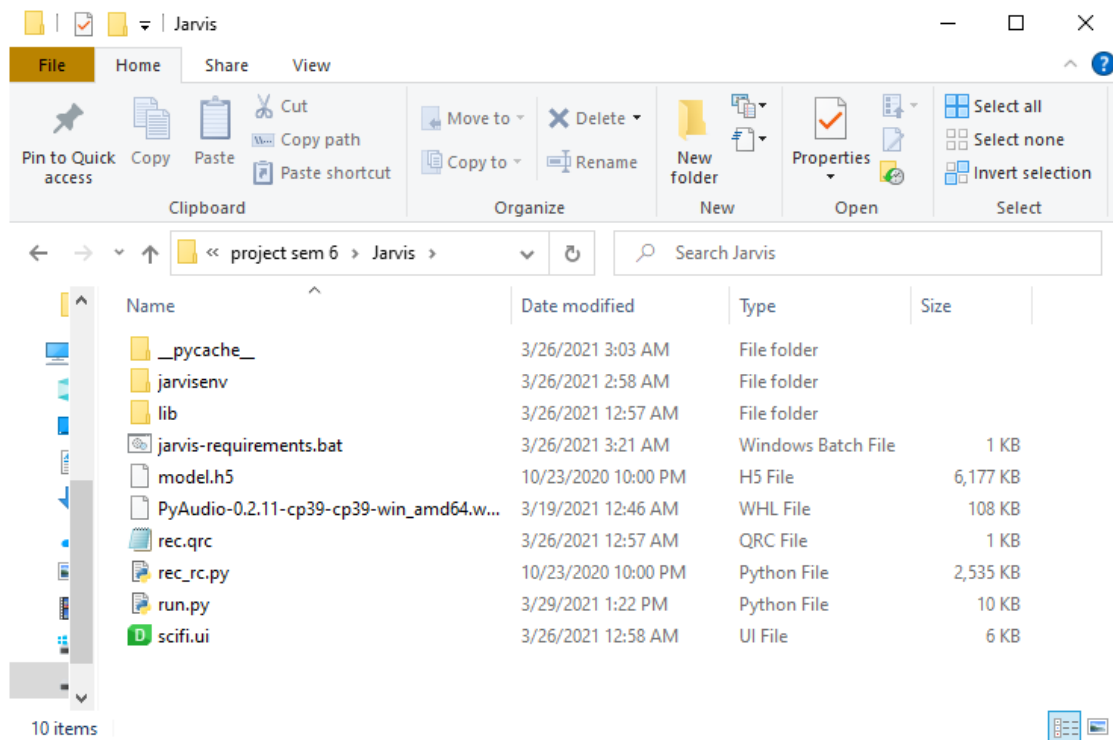 Jarvis
File Home Share View
Pin to Quick access
Copy
Paste
Cut
Copy path
Paste shortcut
Clipboard
Move to
Copy to
Delete
Rename
Organize
New folder
New
Properties
Open
Select all
Select none
Invert selection
Select
« project sem 6 > Jarvis >
Search Jarvis
Name Date modified Type Size
__pycache__ 3/26/2021 3:03 AM File folder
jarvisenv 3/26/2021 2:58 AM File folder
lib 3/26/2021 12:57 AM File folder
jarvis-requirements.bat 3/26/2021 3:21 AM Windows Batch File 1 KB
model.h5 10/23/2020 10:00 PM H5 File 6,177 KB
PyAudio-0.2.11-cp39-cp39-win_amd64.w... 3/19/2021 12:46 AM WHL File 108 KB
rec.qrc 3/26/2021 12:57 AM QRC File 1 KB
rec_rc.py 10/23/2020 10:00 PM Python File 2,535 KB
run.py 3/29/2021 1:22 PM Python File 10 KB
scifi.ui 3/26/2021 12:58 AM UI File 6 KB
10 items